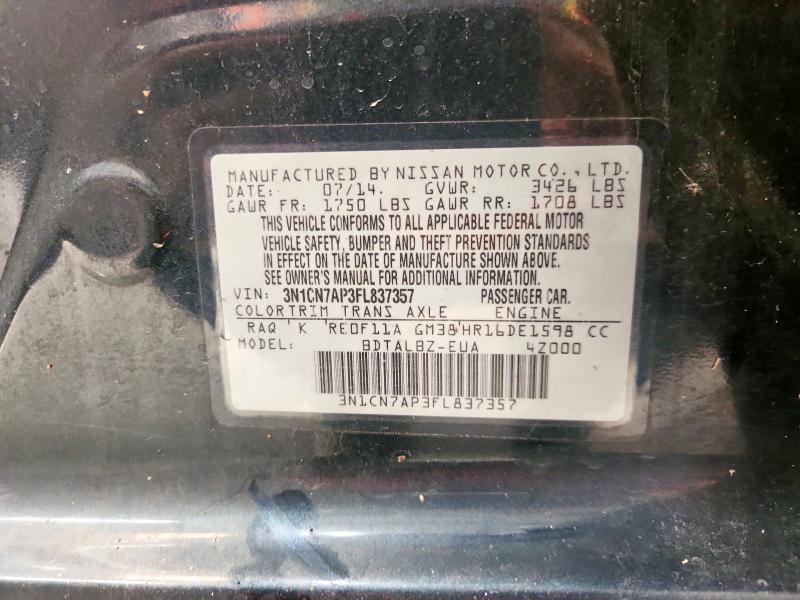 MANUFACTURED BY NISSAN MOTOR CO., LTD.
DATE: 07/14. GVWR: 3426 LBS
GAWR FR: 1750 LBS GAWR RR: 1708 LBS
THIS VEHICLE CONFORMS TO ALL APPLICABLE FEDERAL MOTOR
VEHICLE SAFETY, BUMPER AND THEFT PREVENTION STANDARDS
IN EFFECT ON THE DATE OF MANUFACTURE SHOWN ABOVE.
SEE OWNER'S MANUAL FOR ADDITIONAL INFORMATION.
VIN: 3N1CN7AP3FL837357 PASSENGER CAR.
COLOR TRIM TRANS AXLE ENGINE
RAQ K RE0F11A GM38 HR16DE1598 CC
MODEL: BDTALBZ-EUA 4Z000
3N1CN7AP3FL837357